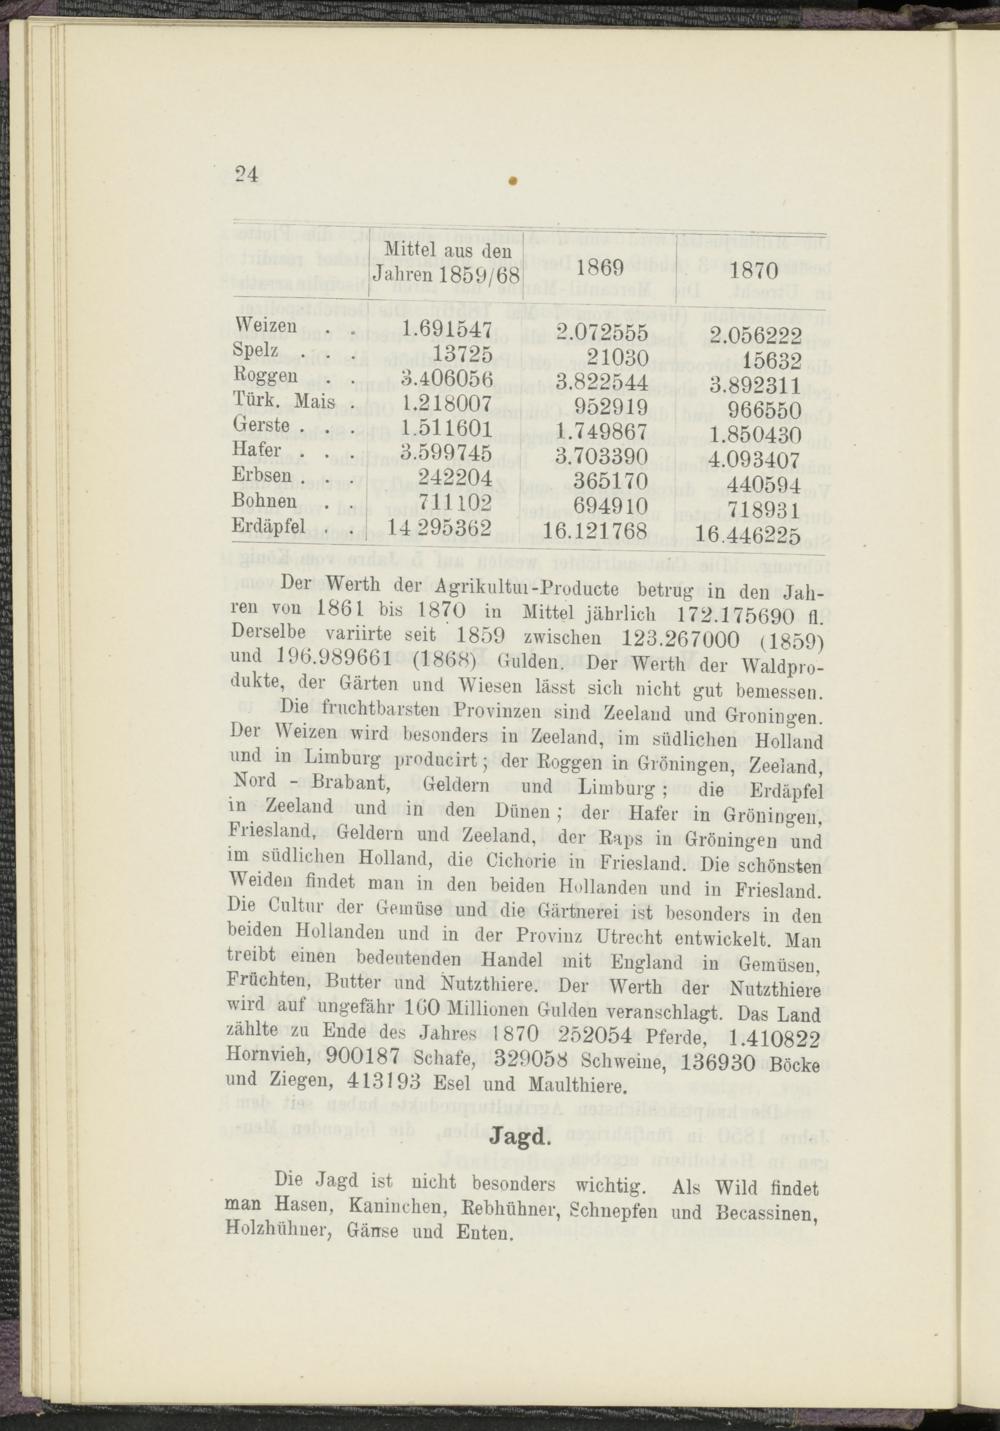 24
Mittel aus den
Jahren 1859/68 1869 1870
Weizen . . 1.691547 2.072555 2.056222
Spelz . . . 13725 21030 15632
Roggen . . 3.406056 3.822544 3.892311
Türk. Mais . 1.218007 952919 966550
Gerste . . . 1.511601 1.749867 1.850430
Hafer . . . 3.599745 3.703390 4.093407
Erbsen . . . 242204 365170 440594
Bohnen . . 711102 694910 718931
Erdäpfel . . 14 295362 16.121768 16.446225
Der Werth der Agrikultur-Producte betrug in den Jah-
ren von 1861 bis 1870 in Mittel jährlich 172.175690 fl.
Derselbe variirte seit 1859 zwischen 123.267000 (1859)
und 196.989661 (1868) Gulden. Der Werth der Waldpro-
dukte, der Gärten und Wiesen lässt sich nicht gut bemessen.
Die fruchtbarsten Provinzen sind Zeeland und Groningen.
Der Weizen wird besonders in Zeeland, im südlichen Holland
und in Limburg producirt; der Roggen in Gröningen, Zeeland,
Nord - Brabant, Geldern und Limburg; die Erdäpfel
in Zeeland und in den Dünen; der Hafer in Gröningen,
Friesland, Geldern und Zeeland, der Raps in Gröningen und
im südlichen Holland, die Cichorie in Friesland. Die schönsten
Weiden findet man in den beiden Hollanden und in Friesland.
Die Cultur der Gemüse und die Gärtnerei ist besonders in den
beiden Hollanden und in der Provinz Utrecht entwickelt. Man
treibt einen bedeutenden Handel mit England in Gemüsen,
Früchten, Butter und Nutzthiere. Der Werth der Nutzthiere
wird auf ungefähr 160 Millionen Gulden veranschlagt. Das Land
zählte zu Ende des Jahres 1870 252054 Pferde, 1.410822
Hornvieh, 900187 Schafe, 329058 Schweine, 136930 Böcke
und Ziegen, 413193 Esel und Maulthiere.
Jagd.
Die Jagd ist nicht besonders wichtig. Als Wild findet
man Hasen, Kaninchen, Rebhühner, Schnepfen und Becassinen,
Holzhühner, Gänse und Enten.